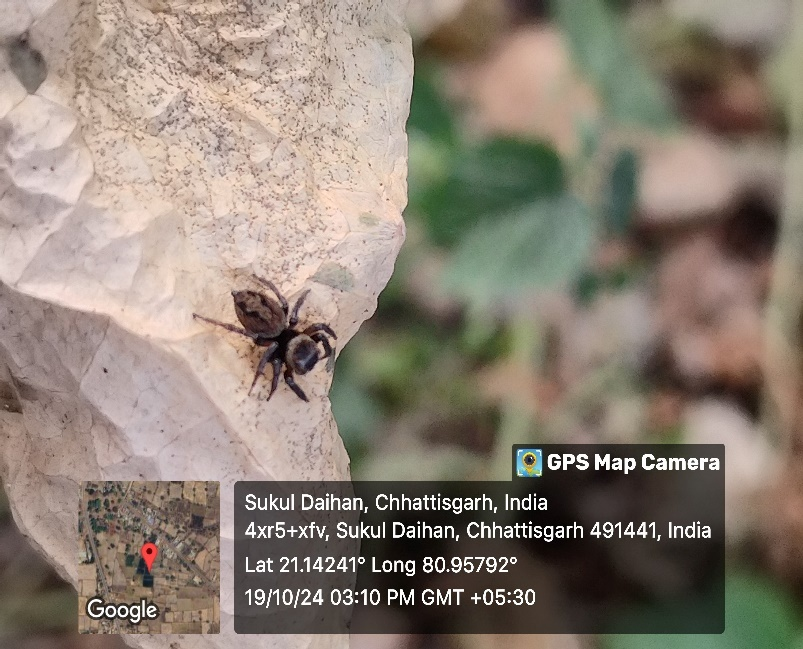 GPS Map Camera
Sukul Daihan, Chhattisgarh, India
4xr5+xfv, Sukul Daihan, Chhattisgarh 491441, India
Lat 21.14241° Long 80.95792°
19/10/24 03:10 PM GMT +05:30
Google